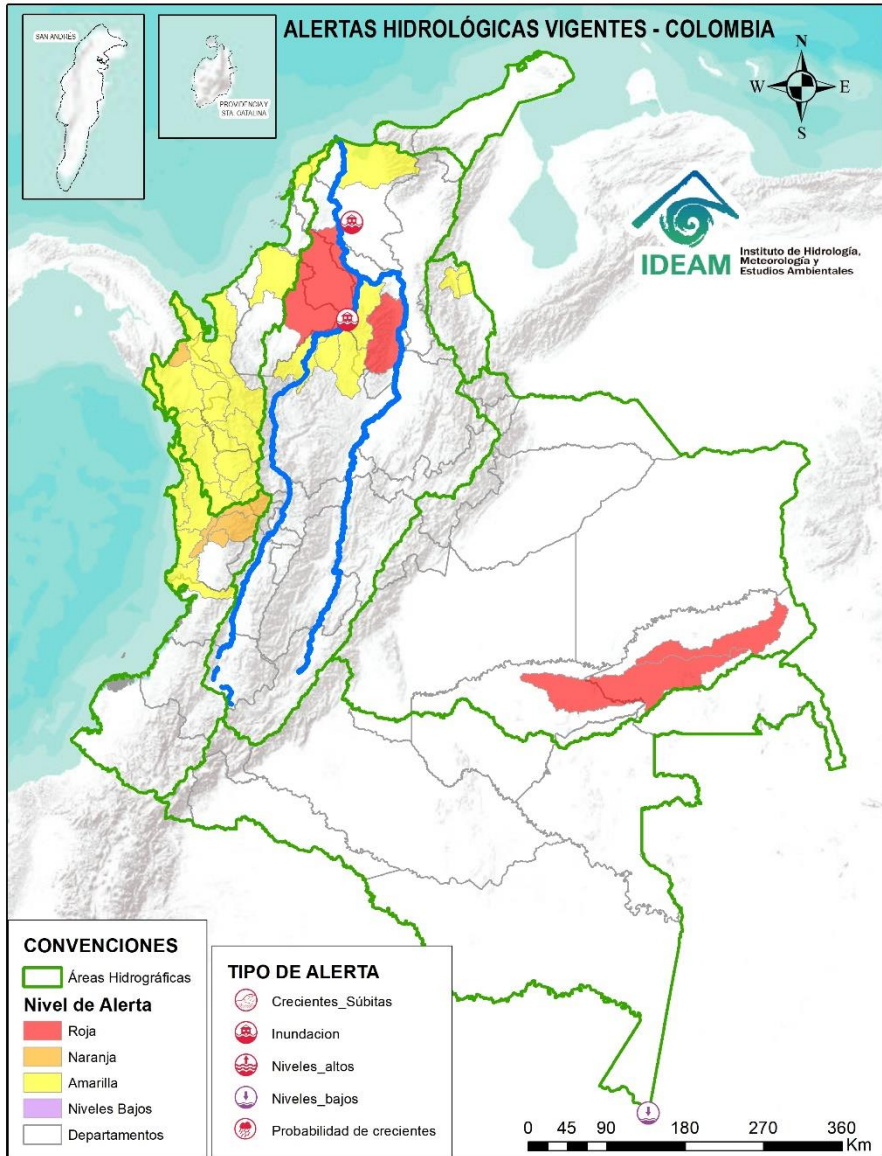 ALERTAS HIDROLÓGICAS VIGENTES - COLOMBIA
SAN ANDRÉS
PROVIDENCIA Y
STA. CATALINA
N
W
E
S
IDEAM
Instituto de Hidrología,
Meteorología y
Estudios Ambientales
CONVENCIONES
Áreas Hidrográficas
Nivel de Alerta
Roja
Naranja
Amarilla
Niveles Bajos
Departamentos
TIPO DE ALERTA
Crecientes_Súbitas
Inundacion
Niveles_altos
Niveles_bajos
Probabilidad de crecientes
0 45 90 180 270 360
Km